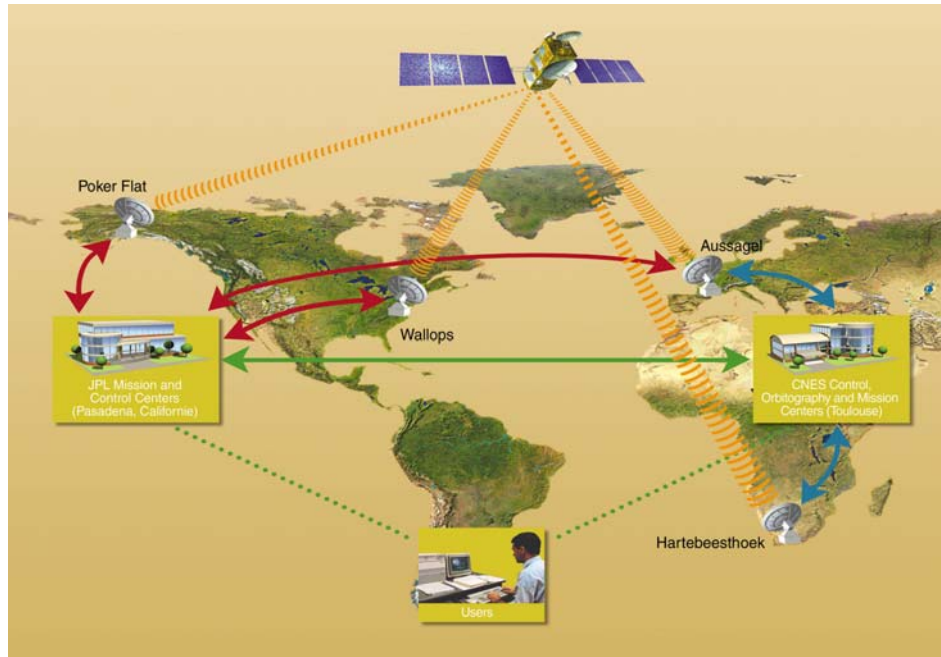 Poker Flat
Aussagel
Wallops
JPL Mission and
Control Centers
(Pasadena, Californie)
CNES Control,
Orbitography and Mission
Centers (Toulouse)
Hartebeesthoek
Users